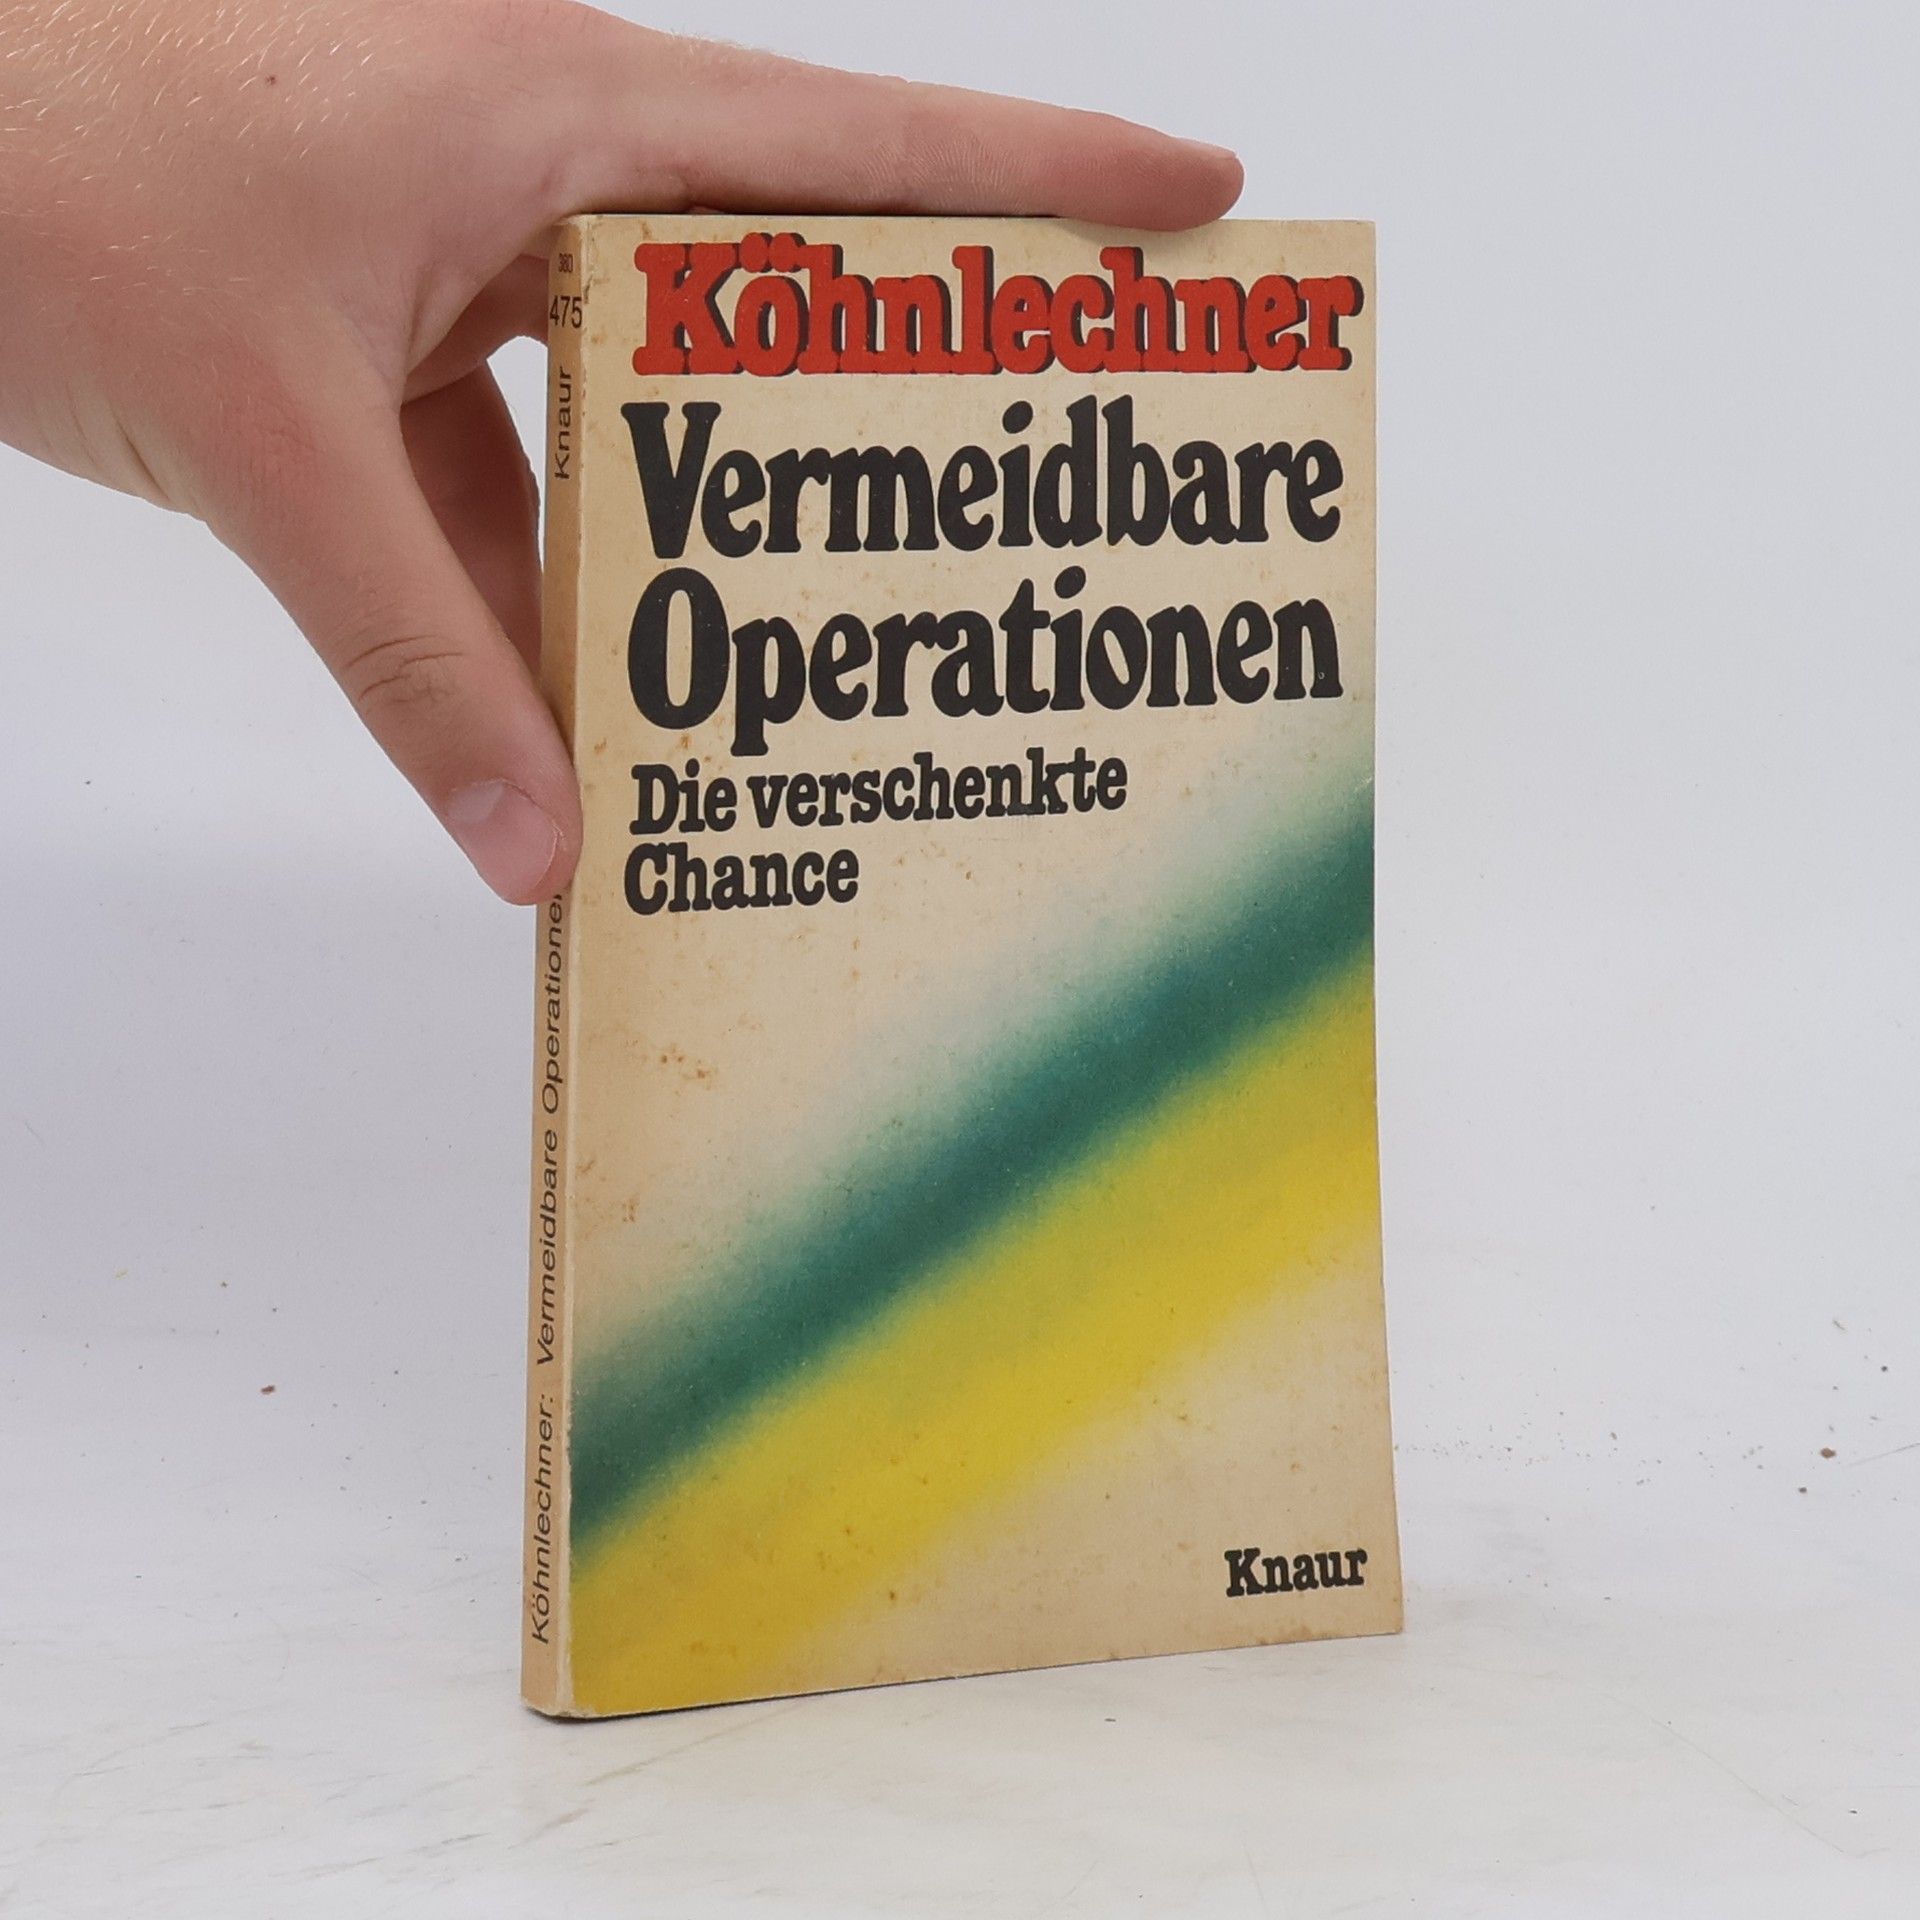 Köhnlechner
Vermeidbare
Operationen
Die verschenkte
Chance
Knaur
380
475
Knaur
Köhnlechner: Vermeidbare Operationen